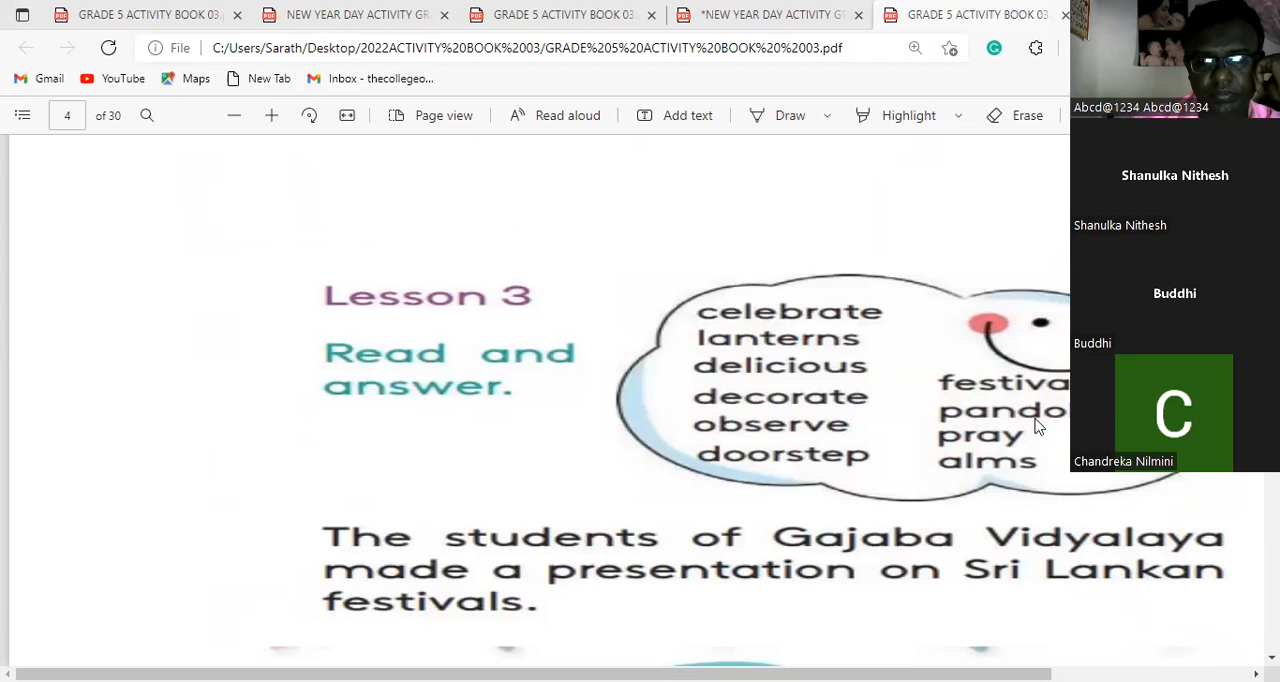 GRADE 5 ACTIVITY BOOK 03.
NEW YEAR DAY ACTIVITY GR
GRADE 5 ACTIVITY BOOK 03.
*NEW YEAR DAY ACTIVITY G
GRADE 5 ACTIVITY BOOK 03.
File
C:/Users/Sarath/Desktop/2022ACTIVITY%20BOOK%2003/GRADE%205%20ACTIVITY%20BOOK%20%2003.pdf
Gmail
YouTube
Maps
New Tab
Inbox - thecollegeo...
4
of 30
Page view
Read aloud
Add text
Draw
Highlight
Erase
Abcd@1234 Abcd@1234
Shanulka Nithesh
Shanulka Nithesh
Buddhi
Buddhi
C
Chandreka Nilmini
Lesson 3
Read and
answer.
celebrate
lanterns
delicious
decorate
observe
doorstep
festiva
pandol
pray
alms
The students of Gajaba Vidyalaya
made a presentation on Sri Lankan
festivals.